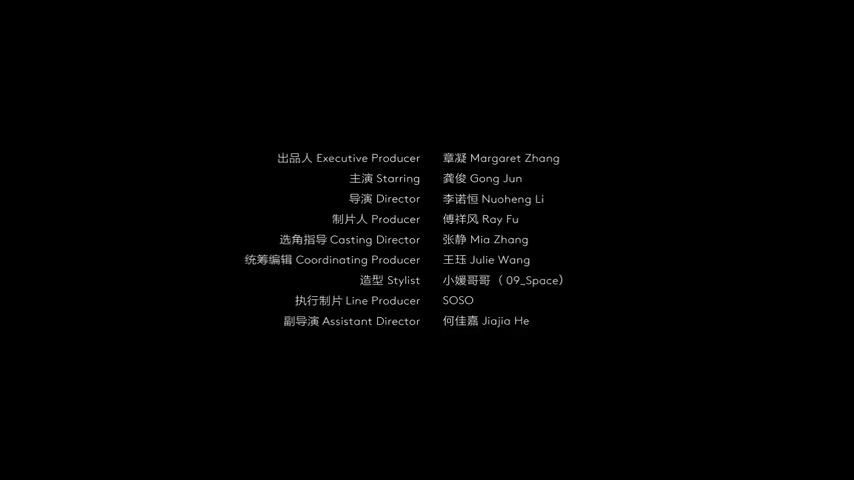 出品人 Executive Producer 章凝 Margaret Zhang
主演 Starring 龚俊 Gong Jun
导演 Director 李诺恒 Nuoheng Li
制片人 Producer 傅祥风 Ray Fu
选角指导 Casting Director 张静 Mia Zhang
统筹编辑 Coordinating Producer 王珏 Julie Wang
造型 Stylist 小媛哥哥（ 09_Space）
执行制片 Line Producer SOSO
副导演 Assistant Director 何佳嘉 Jiajia He